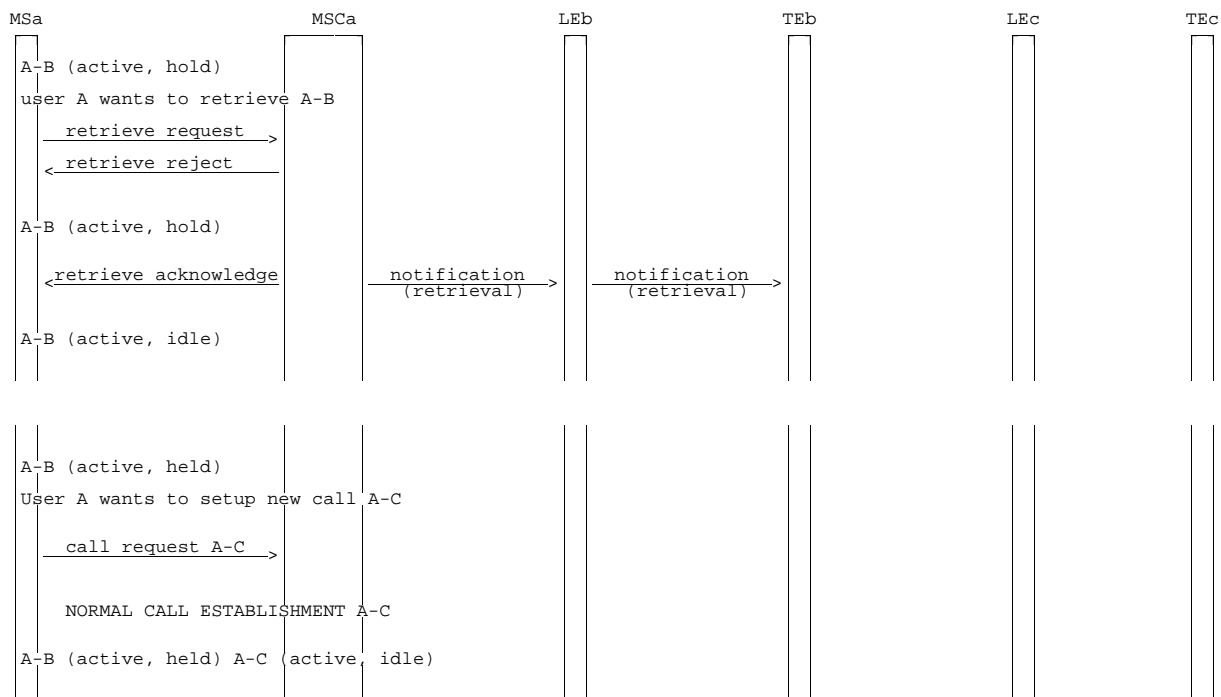 MSa MSCa LEb TEb LEc TEc
A-B (active, hold)
user A wants to retrieve A-B
retrieve request
retrieve reject
A-B (active, hold)
retrieve acknowledge notification notification
(retrieval) (retrieval)
A-B (active, idle)
A-B (active, held)
User A wants to setup new call A-C
call request A-C
NORMAL CALL ESTABLISHMENT A-C
A-B (active, held) A-C (active, idle)